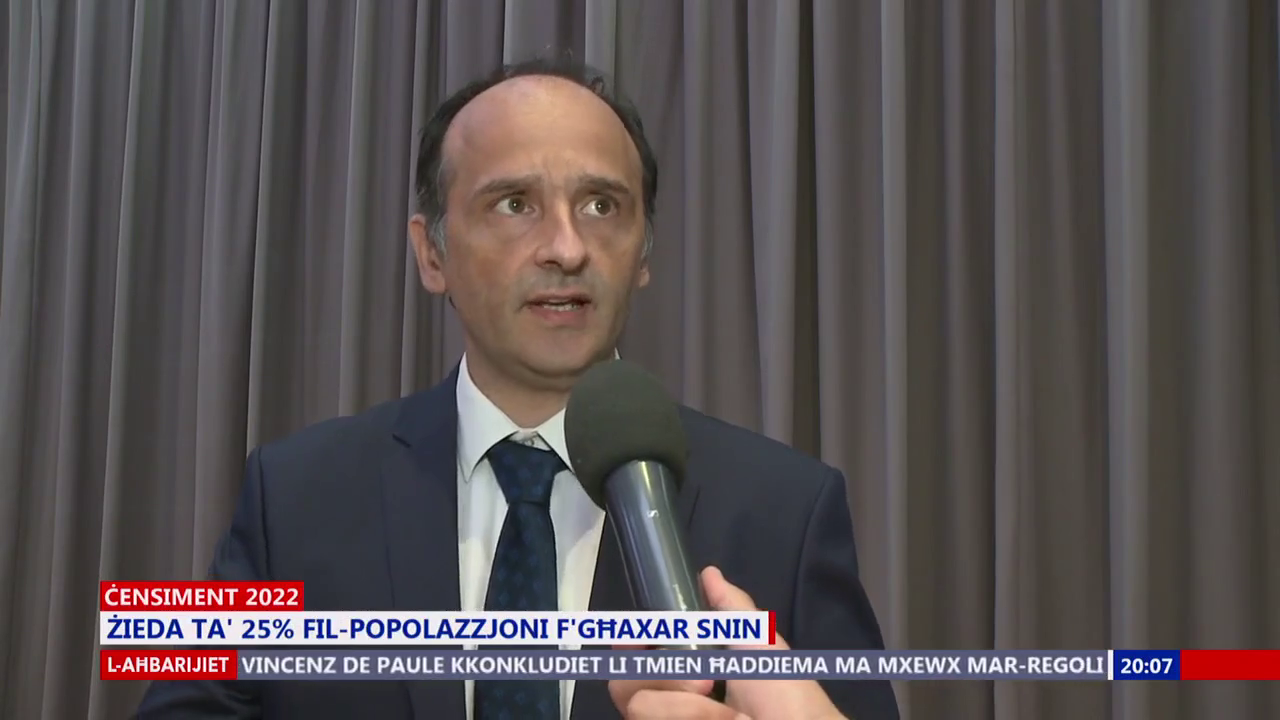 ĊENSIMENT 2022
ŻIEDA TA' 25% FIL-POPOLAZZJONI F'GĦAXAR SNIN
L-AĦBARIJIET VINCENZ DE PAULE KKONKLUDIET LI TMIEN ĦADDIEMA MA MXEWX MAR-REGOLI 20:07